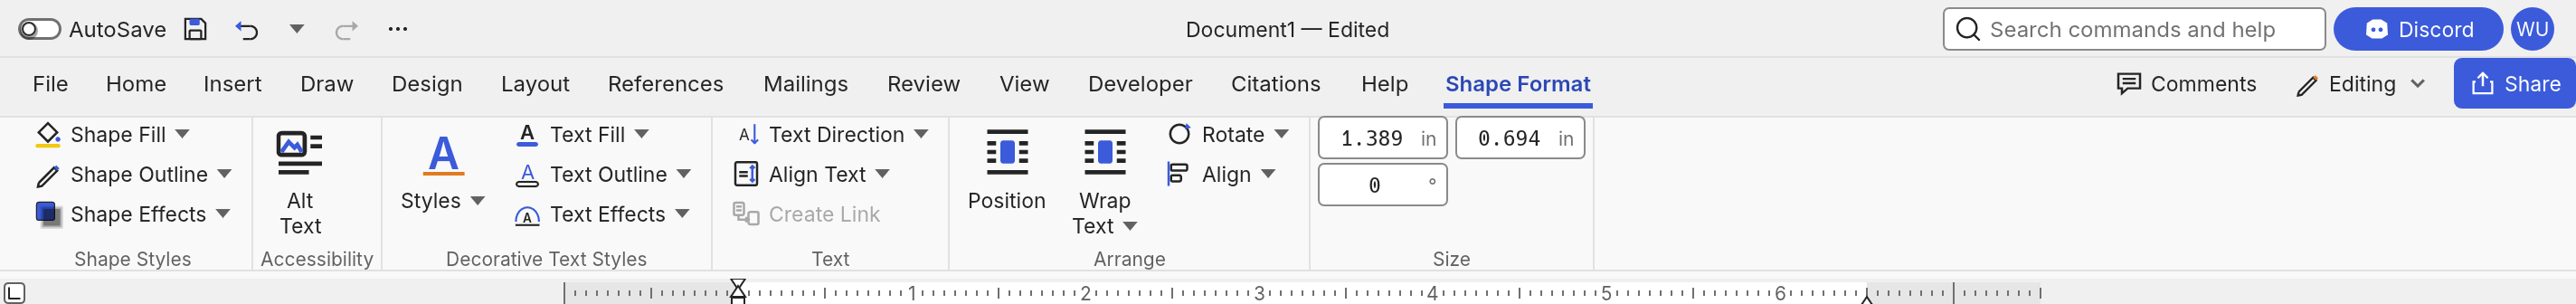 AutoSave Document1 — Edited Search commands and help Discord WU
File Home Insert Draw Design Layout References Mailings Review View Developer Citations Help Shape Format Comments Editing Share
Shape Fill
Shape Outline
Shape Effects
Shape Styles
Alt
Text
Accessibility
A
Styles
A Text Fill
A Text Outline
A Text Effects
Decorative Text Styles
A Text Direction
Align Text
Create Link
Text
Position
Wrap
Text
Rotate
Align
Arrange
1.389 in 0.694 in
0 °
Size
1 2 3 4 5 6